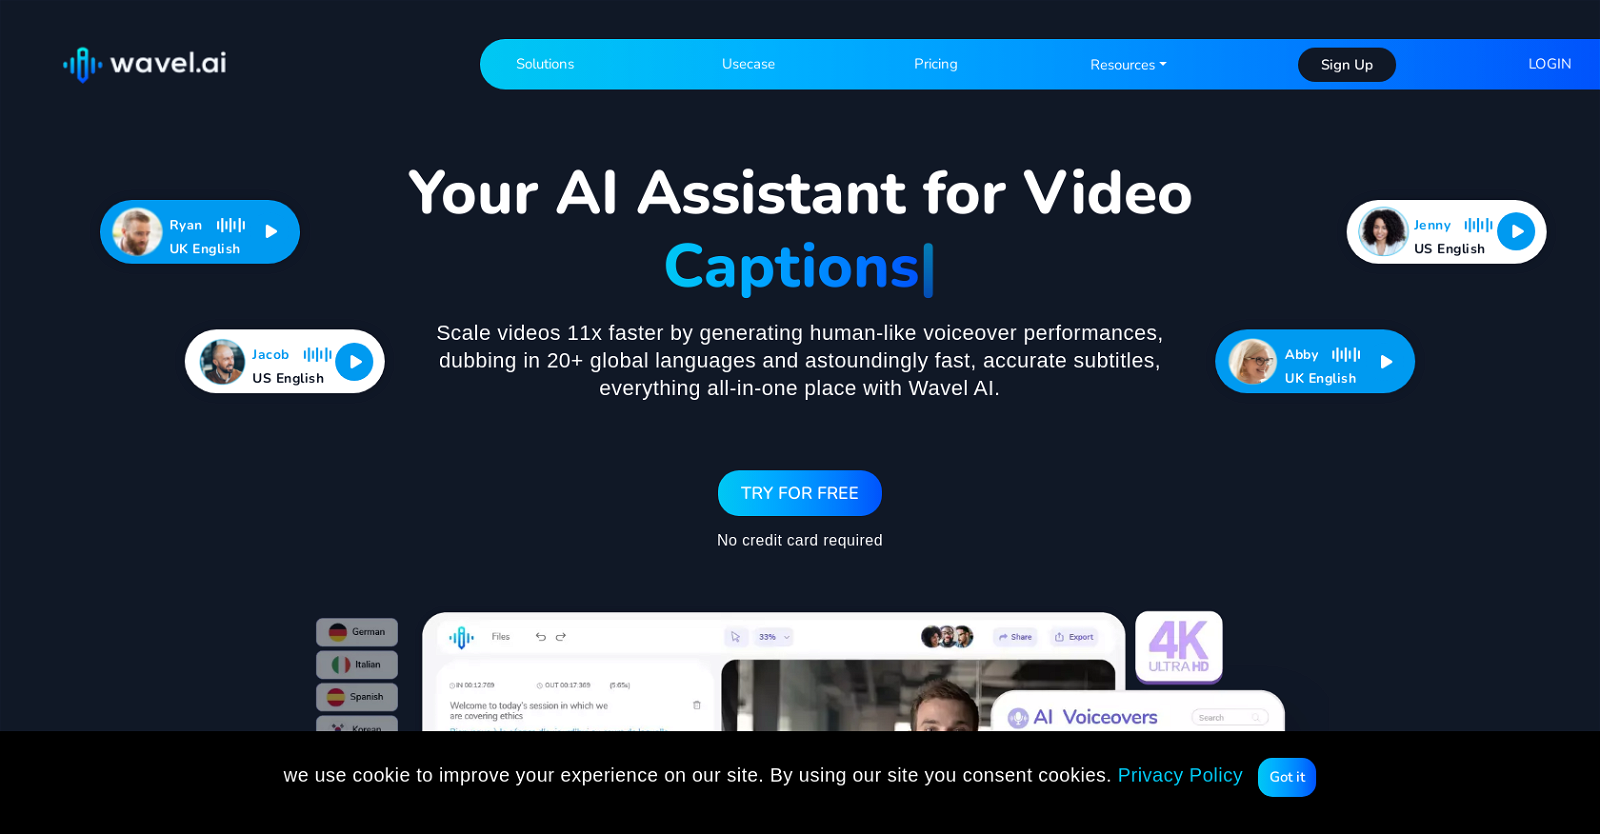 wavel.ai
Solutions
Usecase
Pricing
Resources
Sign Up
LOGIN
Your AI Assistant for Video
Captions
Ryan
UK English
Jenny
US English
Jacob
US English
Abby
UK English
Scale videos 11x faster by generating human-like voiceover performances,
dubbing in 20+ global languages and astoundingly fast, accurate subtitles,
everything all-in-one place with Wavel AI.
TRY FOR FREE
No credit card required
German
Italian
Spanish
Korean
Files
33%
Share
Export
4K
ULTRA HD
IN 00:12.769
OUT 00:17:369
(5:65s)
Welcome to today's session in which we
are covering ethics
AI Voiceovers
Search
we use cookie to improve your experience on our site. By using our site you consent cookies. Privacy Policy
Got it